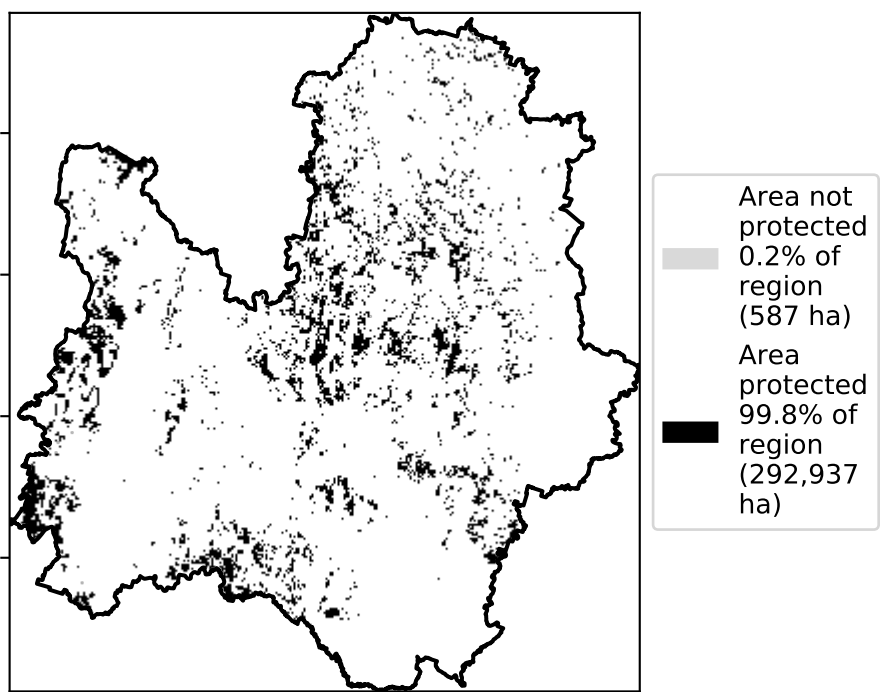 Area not
protected
0.2% of
region
(587 ha)
Area
protected
99.8% of
region
(292,937
ha)